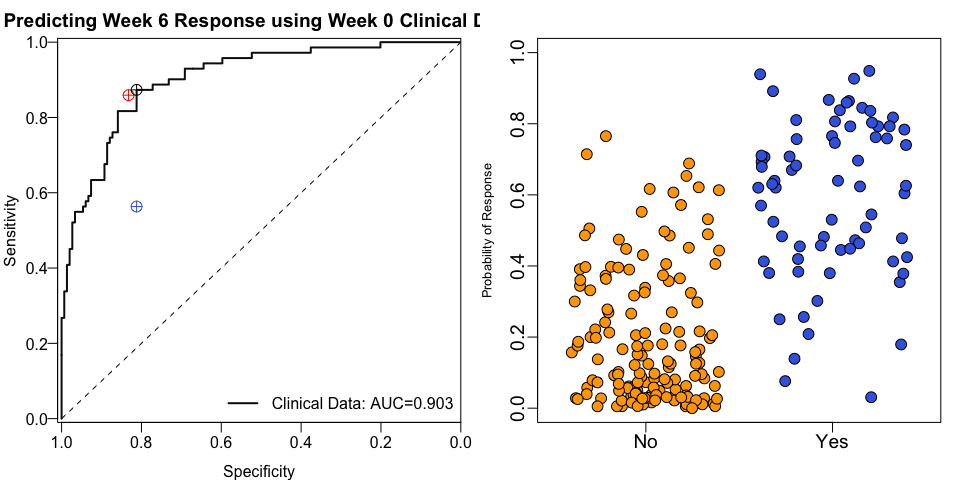 Predicting Week 6 Response using Week 0 Clinical
Sensitivity
1.0
0.8
0.6
0.4
0.2
0.0
Clinical Data: AUC=0.903
1.0 0.8 0.6 0.4 0.2 0.0
Specificity
Probability of Response
1.0
0.8
0.6
0.4
0.2
0.0
No Yes